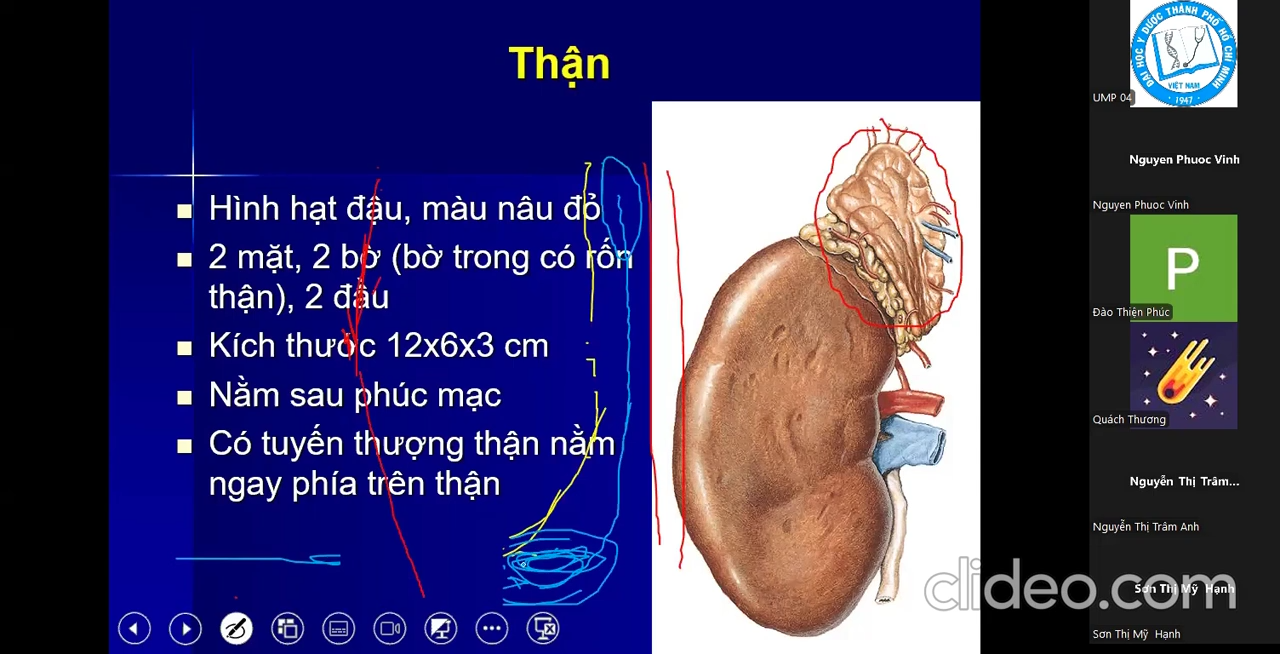 Thận
Hình hạt đậu, màu nâu đỏ
2 mặt, 2 bờ (bờ trong có rốn
thận), 2 đầu
Kích thước 12x6x3 cm
Nằm sau phúc mạc
Có tuyến thượng thận nằm
ngay phía trên thận
clideo.com
ĐẠI HỌC Y DƯỢC THÀNH PHỐ HỒ CHÍ MINH
VIỆT NAM
1947
UMP 04
Nguyen Phuoc Vinh
Nguyen Phuoc Vinh
P
Đào Thiện Phúc
Quách Thương
Nguyễn Thị Trâm...
Nguyễn Thị Trâm Anh
Sơn Thị Mỹ Hạnh
Sơn Thị Mỹ Hạnh